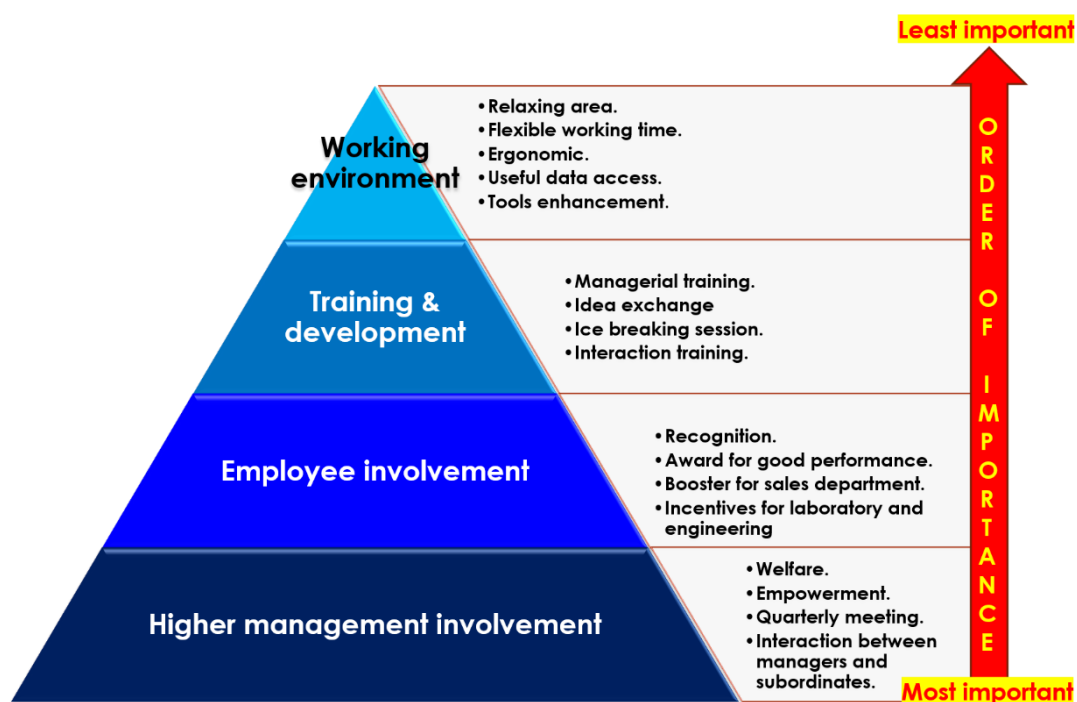 Least important
Working
environment
•Relaxing area.
•Flexible working time.
•Ergonomic.
•Useful data access.
•Tools enhancement.
Training &
development
•Managerial training.
•Idea exchange
•Ice breaking session.
•Interaction training.
Employee involvement
•Recognition.
•Award for good performance.
•Booster for sales department.
•Incentives for laboratory and
engineering
Higher management involvement
•Welfare.
•Empowerment.
•Quarterly meeting.
•Interaction between
managers and
subordinates.
ORDER OF IMPORTANCE
Most important